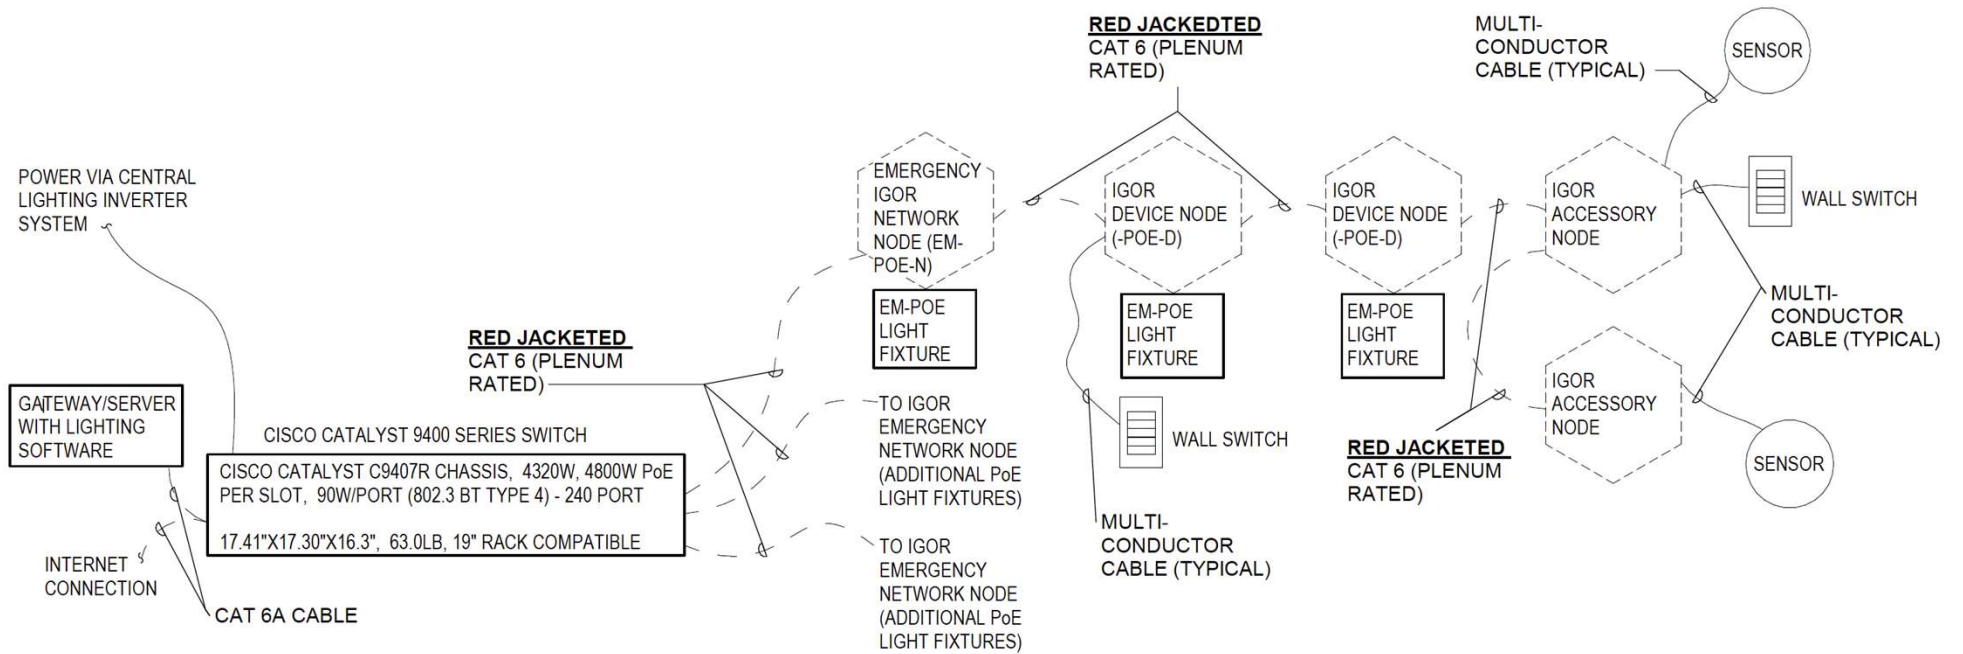 POWER VIA CENTRAL
LIGHTING INVERTER
SYSTEM
GATEWAY/SERVER
WITH LIGHTING
SOFTWARE
INTERNET
CONNECTION
CAT 6A CABLE
CISCO CATALYST 9400 SERIES SWITCH
CISCO CATALYST C9407R CHASSIS, 4320W, 4800W PoE
PER SLOT, 90W/PORT (802.3 BT TYPE 4) - 240 PORT
17.41"X17.30"X16.3", 63.0LB, 19" RACK COMPATIBLE
RED JACKETED
CAT 6 (PLENUM
RATED)
EMERGENCY
IGOR
NETWORK
NODE (EM-
POE-N)
EM-POE
LIGHT
FIXTURE
TO IGOR
EMERGENCY
NETWORK NODE
(ADDITIONAL PoE
LIGHT FIXTURES)
TO IGOR
EMERGENCY
NETWORK NODE
(ADDITIONAL PoE
LIGHT FIXTURES)
RED JACKEDTED
CAT 6 (PLENUM
RATED)
IGOR
DEVICE NODE
(-POE-D)
EM-POE
LIGHT
FIXTURE
WALL SWITCH
MULTI-
CONDUCTOR
CABLE (TYPICAL)
IGOR
DEVICE NODE
(-POE-D)
EM-POE
LIGHT
FIXTURE
RED JACKETED
CAT 6 (PLENUM
RATED)
MULTI-
CONDUCTOR
CABLE (TYPICAL)
SENSOR
IGOR
ACCESSORY
NODE
WALL SWITCH
MULTI-
CONDUCTOR
CABLE (TYPICAL)
IGOR
ACCESSORY
NODE
SENSOR